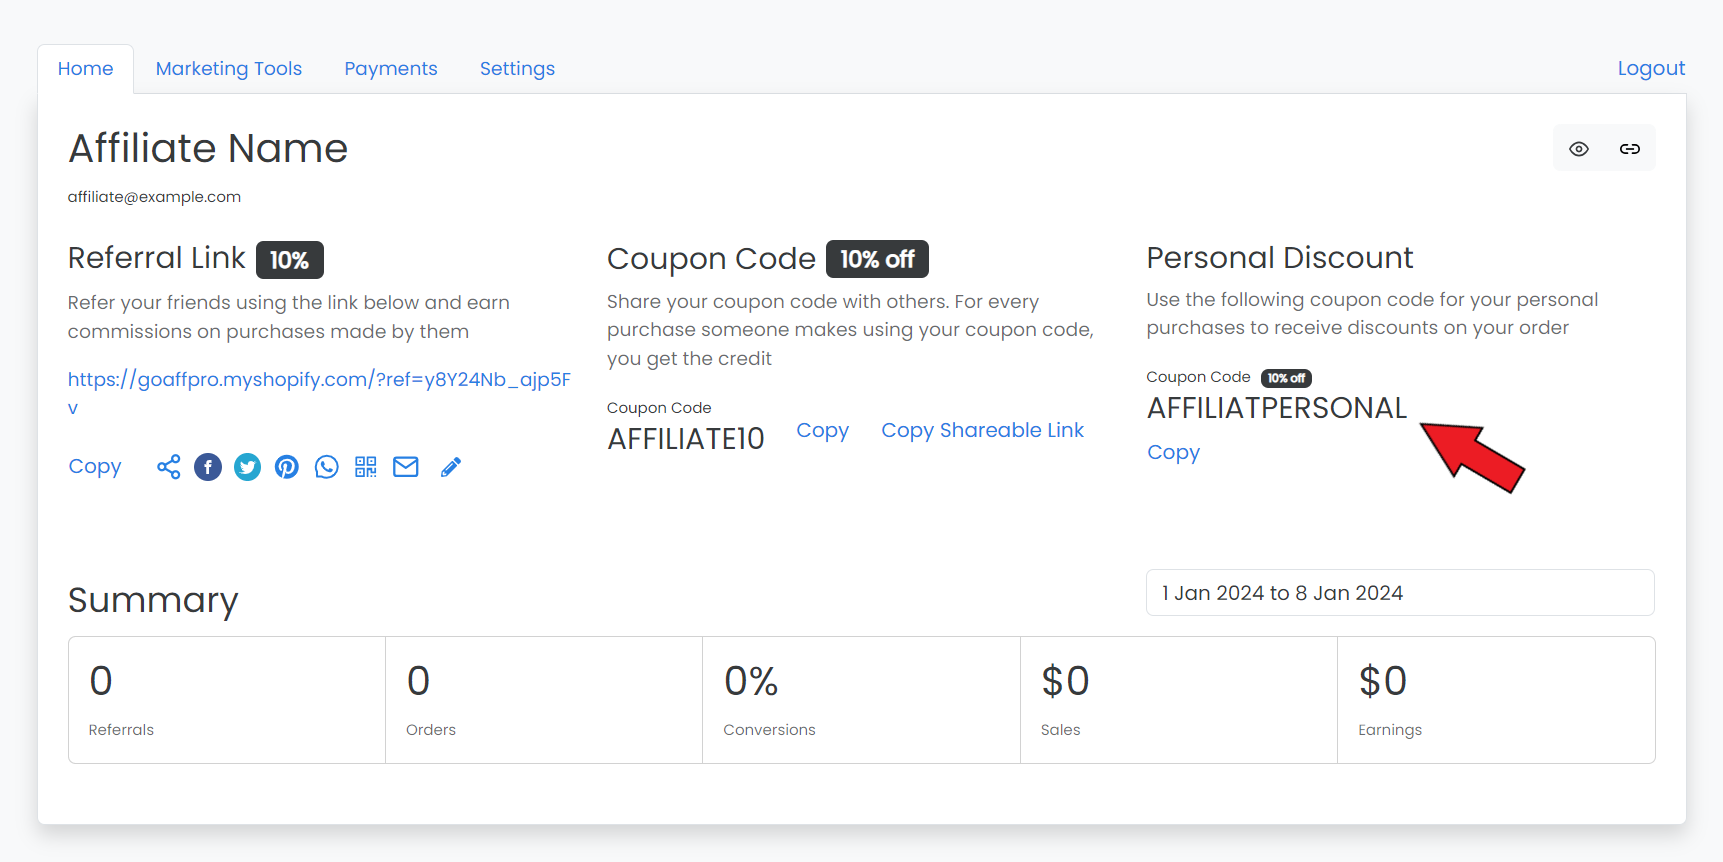 Home Marketing Tools Payments Settings Logout
Affiliate Name
affiliate@example.com
Referral Link 10%
Refer your friends using the link below and earn
commissions on purchases made by them
https://goaffpro.myshopify.com/?ref=y8Y24Nb_ajp5F
v
Copy
Coupon Code 10% off
Share your coupon code with others. For every
purchase someone makes using your coupon code,
you get the credit
Coupon Code
AFFILIATE10 Copy Copy Shareable Link
Personal Discount
Use the following coupon code for your personal
purchases to receive discounts on your order
Coupon Code 10% off
AFFILIATPERSONAL
Copy
Summary
1 Jan 2024 to 8 Jan 2024
0
Referrals
0
Orders
0%
Conversions
$0
Sales
$0
Earnings